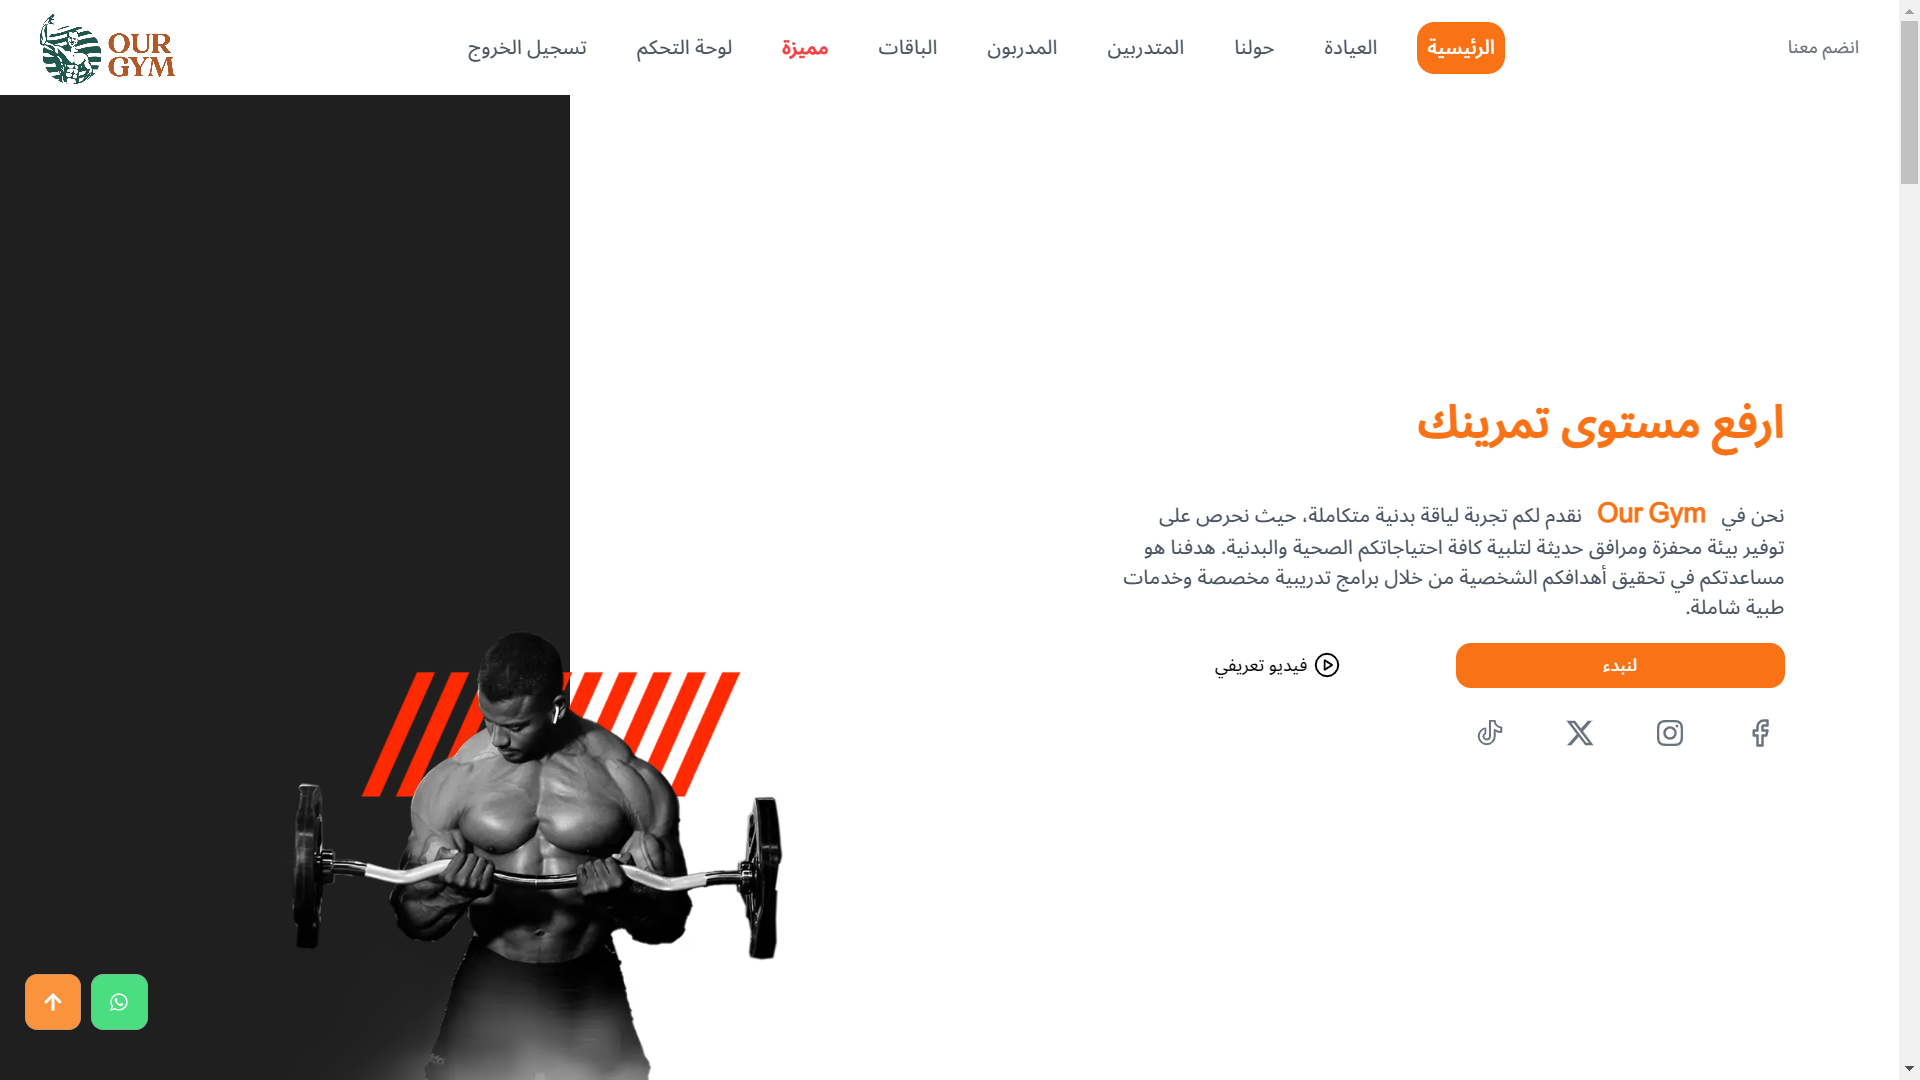 انضم معنا
الرئيسية
العيادة
حولنا
المتدربين
المدربون
الباقات
مميزة
لوحة التحكم
تسجيل الخروج
OUR
GYM
ارفع مستوى تمرينك
نحن في Our Gym نقدم لكم تجربة لياقة بدنية متكاملة، حيث نحرص على
توفير بيئة محفزة ومرافق حديثة لتلبية كافة احتياجاتكم الصحية والبدنية. هدفنا هو
مساعدتكم في تحقيق أهدافكم الشخصية من خلال برامج تدريبية مخصصة وخدمات
طبية شاملة.
لنبدء
فيديو تعريفي